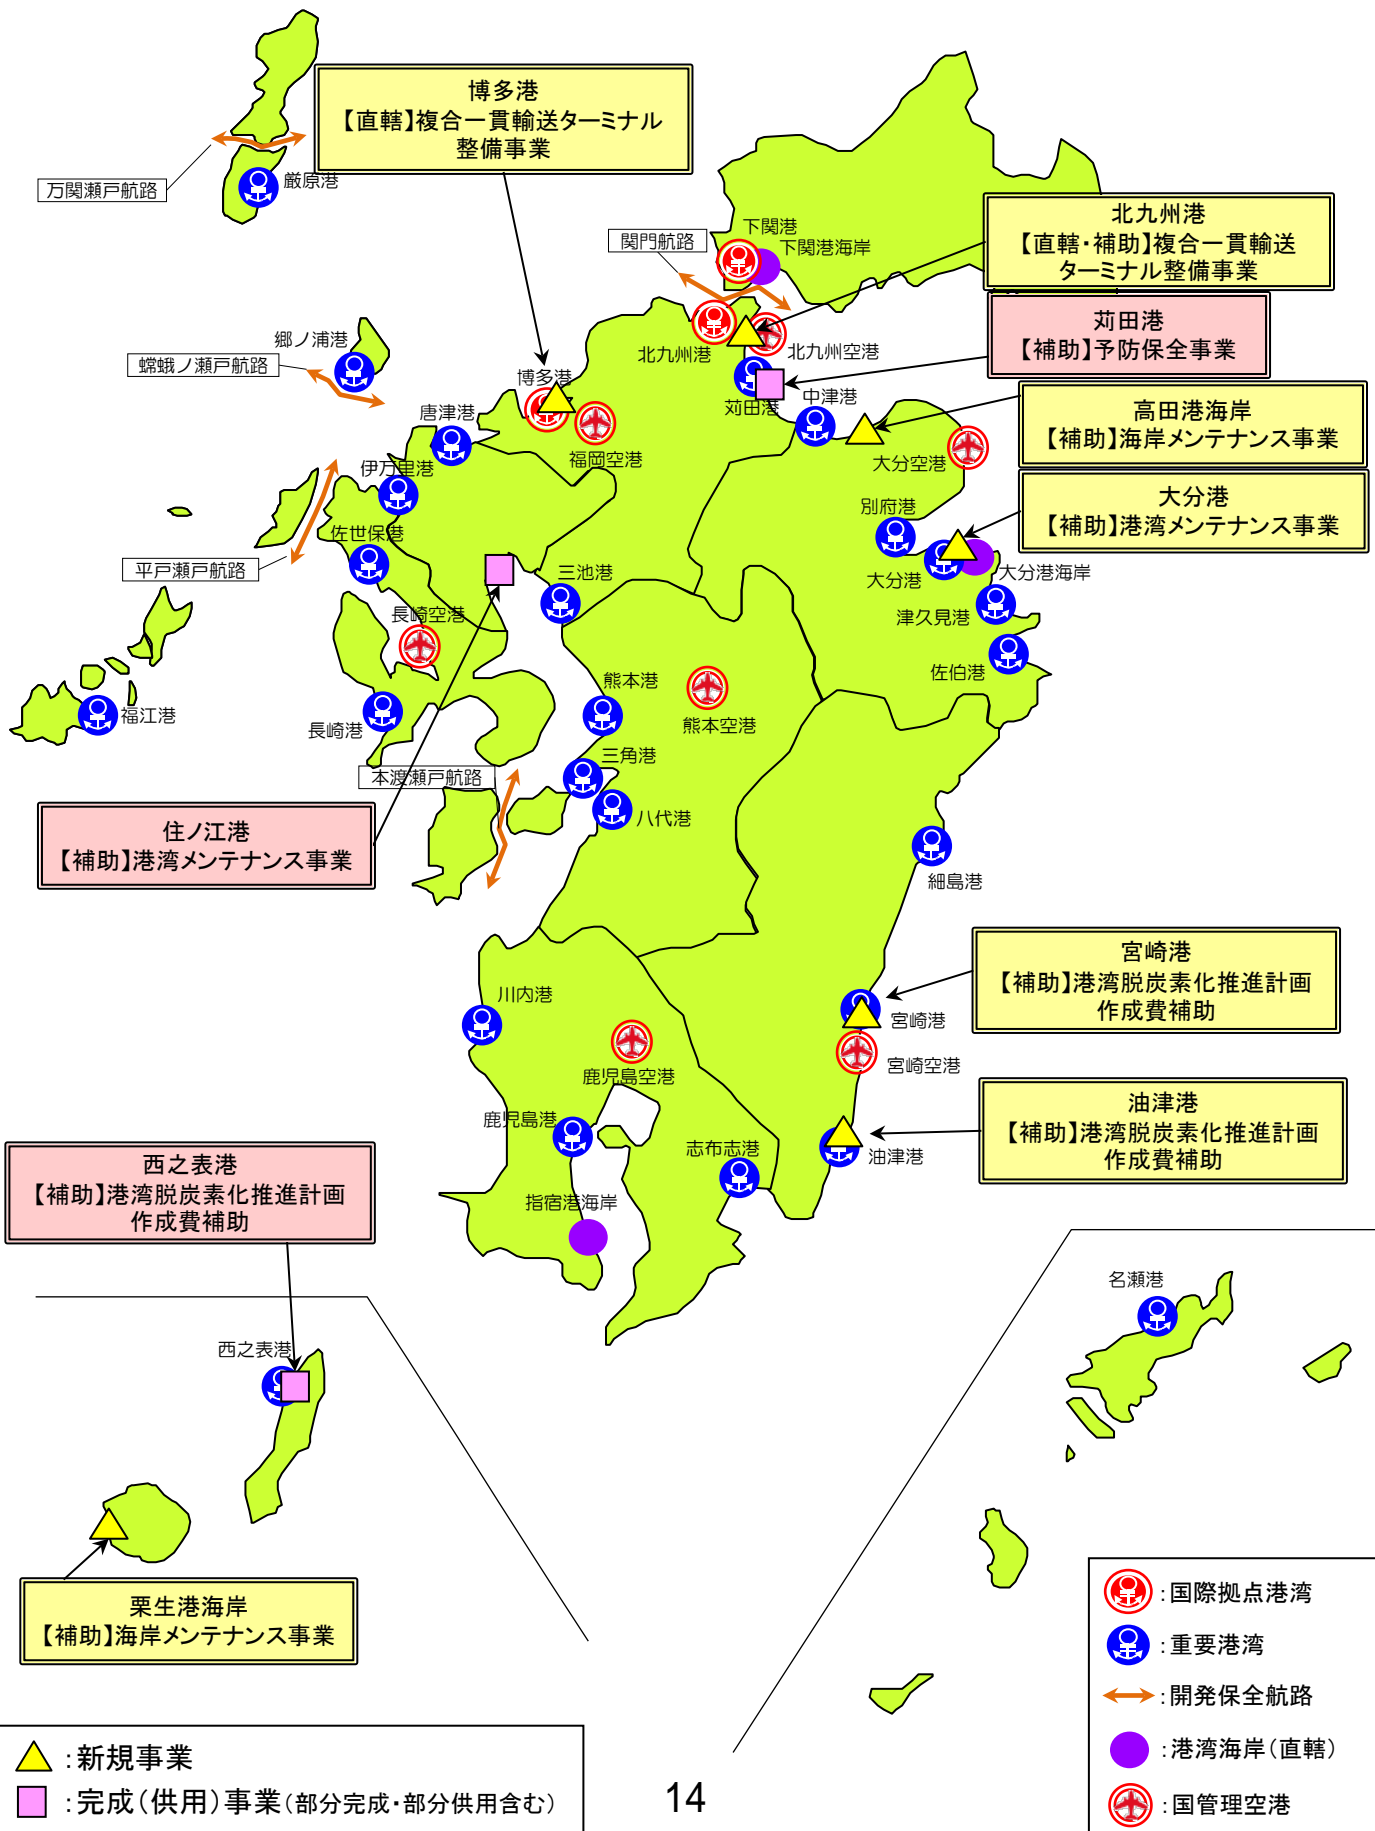 博多港
【直轄】複合一貫輸送ターミナル
整備事業
万関瀬戸航路
厳原港
北九州港
【直轄・補助】複合一貫輸送
ターミナル整備事業
下関港
関門航路
下関港海岸
苅田港
【補助】予防保全事業
郷ノ浦港
蟐蛾ノ瀬戸航路
北九州港
北九州空港
博多港
苅田港
中津港
高田港海岸
【補助】海岸メンテナンス事業
唐津港
福岡空港
大分空港
伊万里港
大分港
【補助】港湾メンテナンス事業
別府港
佐世保港
平戸瀬戸航路
三池港
大分港
大分港海岸
長崎空港
津久見港
佐伯港
熊本港
福江港
長崎港
熊本空港
三角港
本渡瀬戸航路
八代港
住ノ江港
【補助】港湾メンテナンス事業
細島港
宮崎港
【補助】港湾脱炭素化推進計画
作成費補助
川内港
宮崎港
宮崎空港
鹿児島空港
鹿児島港
油津港
【補助】港湾脱炭素化推進計画
作成費補助
志布志港
油津港
西之表港
【補助】港湾脱炭素化推進計画
作成費補助
指宿港海岸
名瀬港
西之表港
栗生港海岸
【補助】海岸メンテナンス事業
:国際拠点港湾
:重要港湾
:開発保全航路
:港湾海岸(直轄)
:国管理空港
:新規事業
:完成(供用)事業(部分完成・部分供用含む)
14